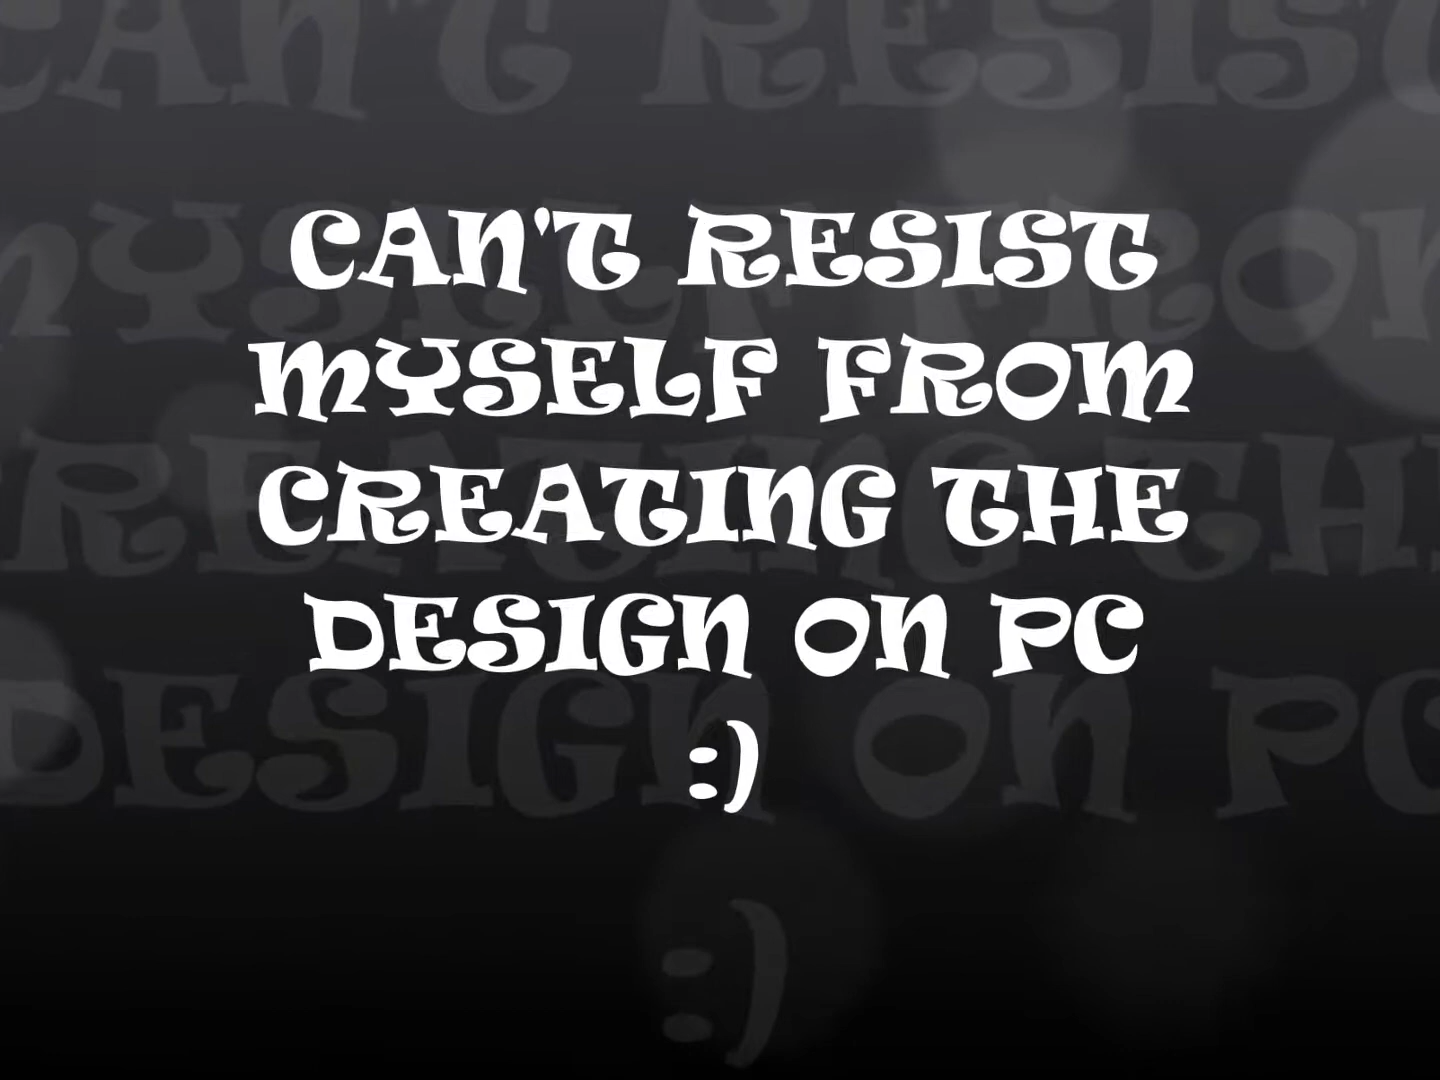 CAN'T RESIST
MYSELF FROM
CREATING THE
DESIGN ON PC
:)